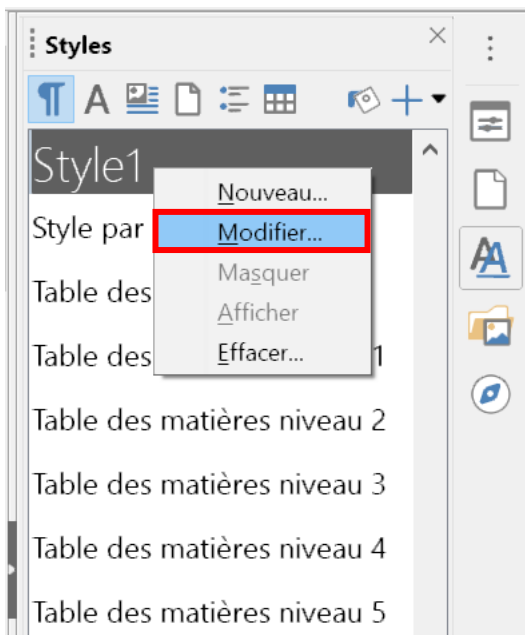 Styles
Style1
Nouveau...
Style par
Modifier...
Masquer
Table des
Afficher
Table des 1
Effacer...
Table des matières niveau 2
Table des matières niveau 3
Table des matières niveau 4
Table des matières niveau 5